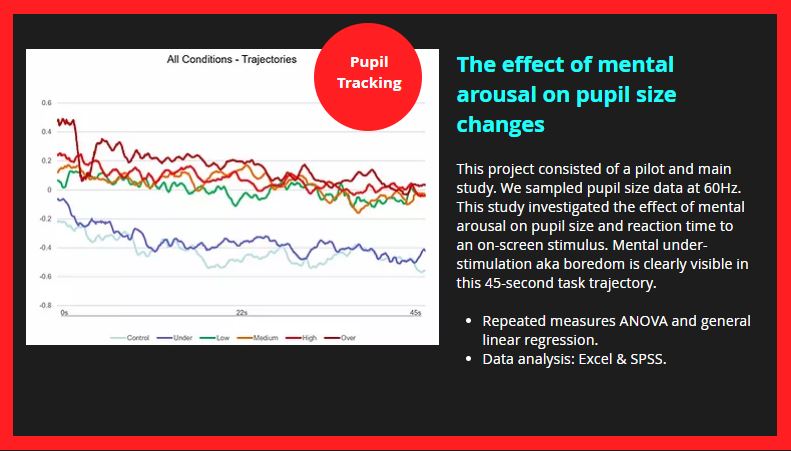 All Conditions - Trajectories
Pupil
Tracking
0.6
0.4
0.2
0
-0.2
-0.4
-0.6
-0.8
0s 22s 45s
Control Under Low Medium High Over
The effect of mental
arousal on pupil size
changes
This project consisted of a pilot and main
study. We sampled pupil size data at 60Hz.
This study investigated the effect of mental
arousal on pupil size and reaction time to
an on-screen stimulus. Mental under-
stimulation aka boredom is clearly visible in
this 45-second task trajectory.
• Repeated measures ANOVA and general
linear regression.
• Data analysis: Excel & SPSS.